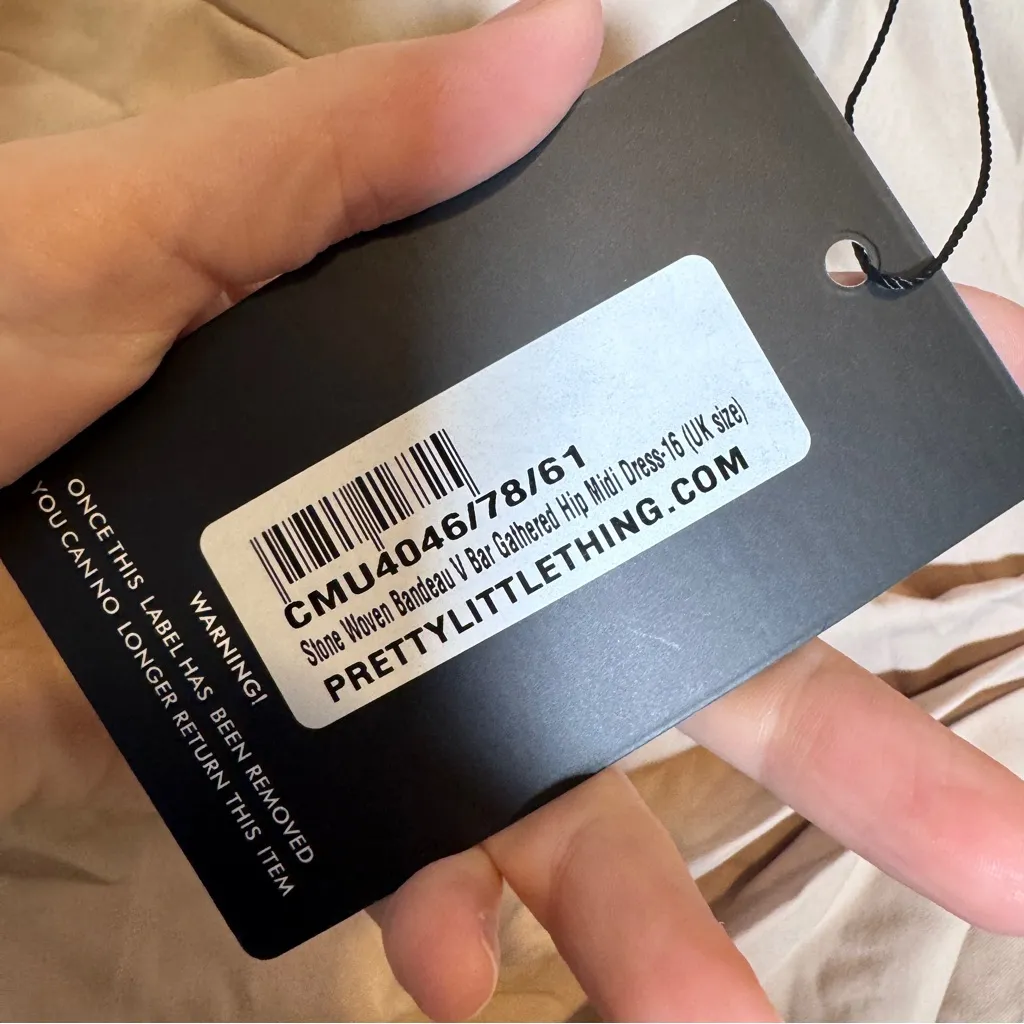 CMU4046/78/61
Stone Woven Bandeau V Bar Gathered Hip Midi Dress-16 (UK size)
PRETTYLITTLETHING.COM
WARNING!
ONCE THIS LABEL HAS BEEN REMOVED
YOU CAN NO LONGER RETURN THIS ITEM